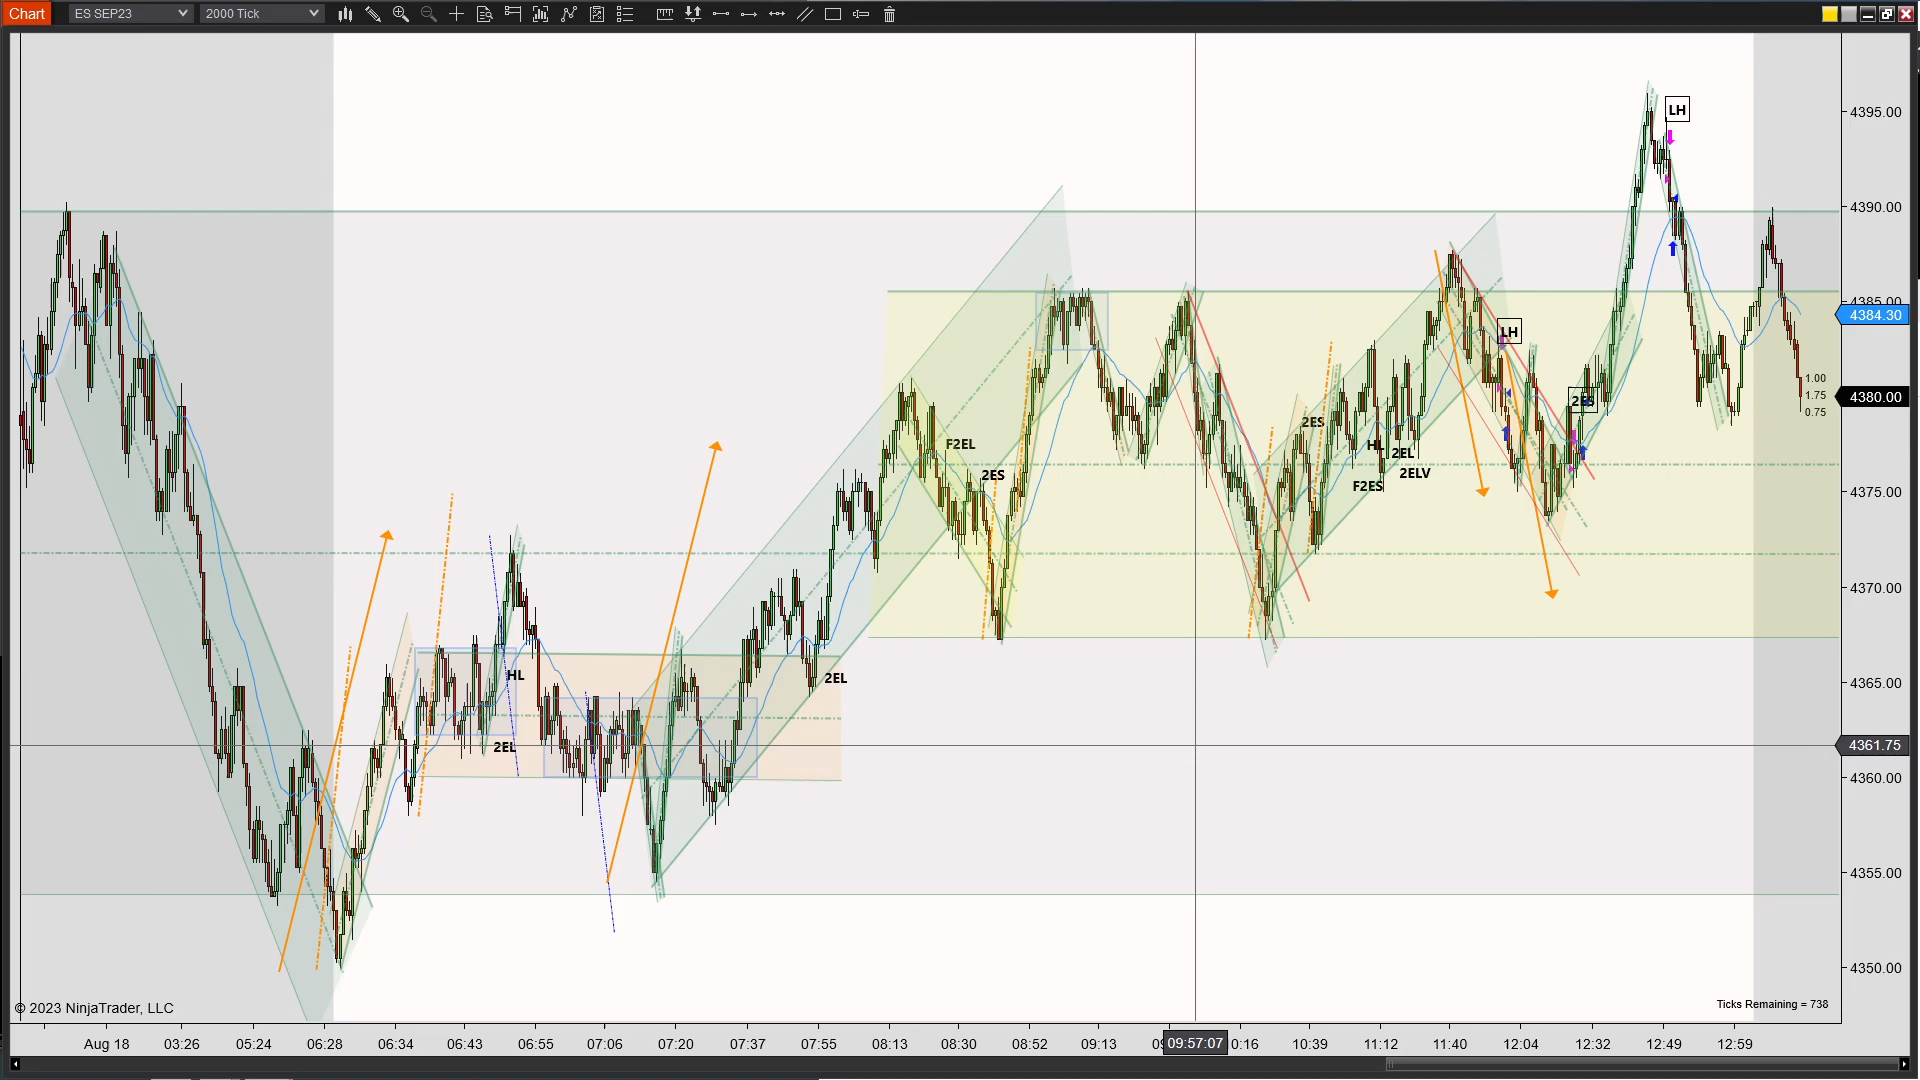 Chart ES SEP23 2000 Tick
4395.00
LH
4390.00
4385.00
4384.30
LH
1.00
1.75
0.75
4380.00
2ES
2ES
F2EL
HL
2EL
2ES
2ELV
F2ES
4375.00
4370.00
4365.00
HL
2EL
2EL
4361.75
4360.00
4355.00
4350.00
© 2023 NinjaTrader, LLC
Ticks Remaining = 738
Aug 18 03:26 05:24 06:28 06:34 06:43 06:55 07:06 07:20 07:37 07:55 08:13 08:30 08:52 09:13 09:57:07 0:16 10:39 11:12 11:40 12:04 12:32 12:49 12:59